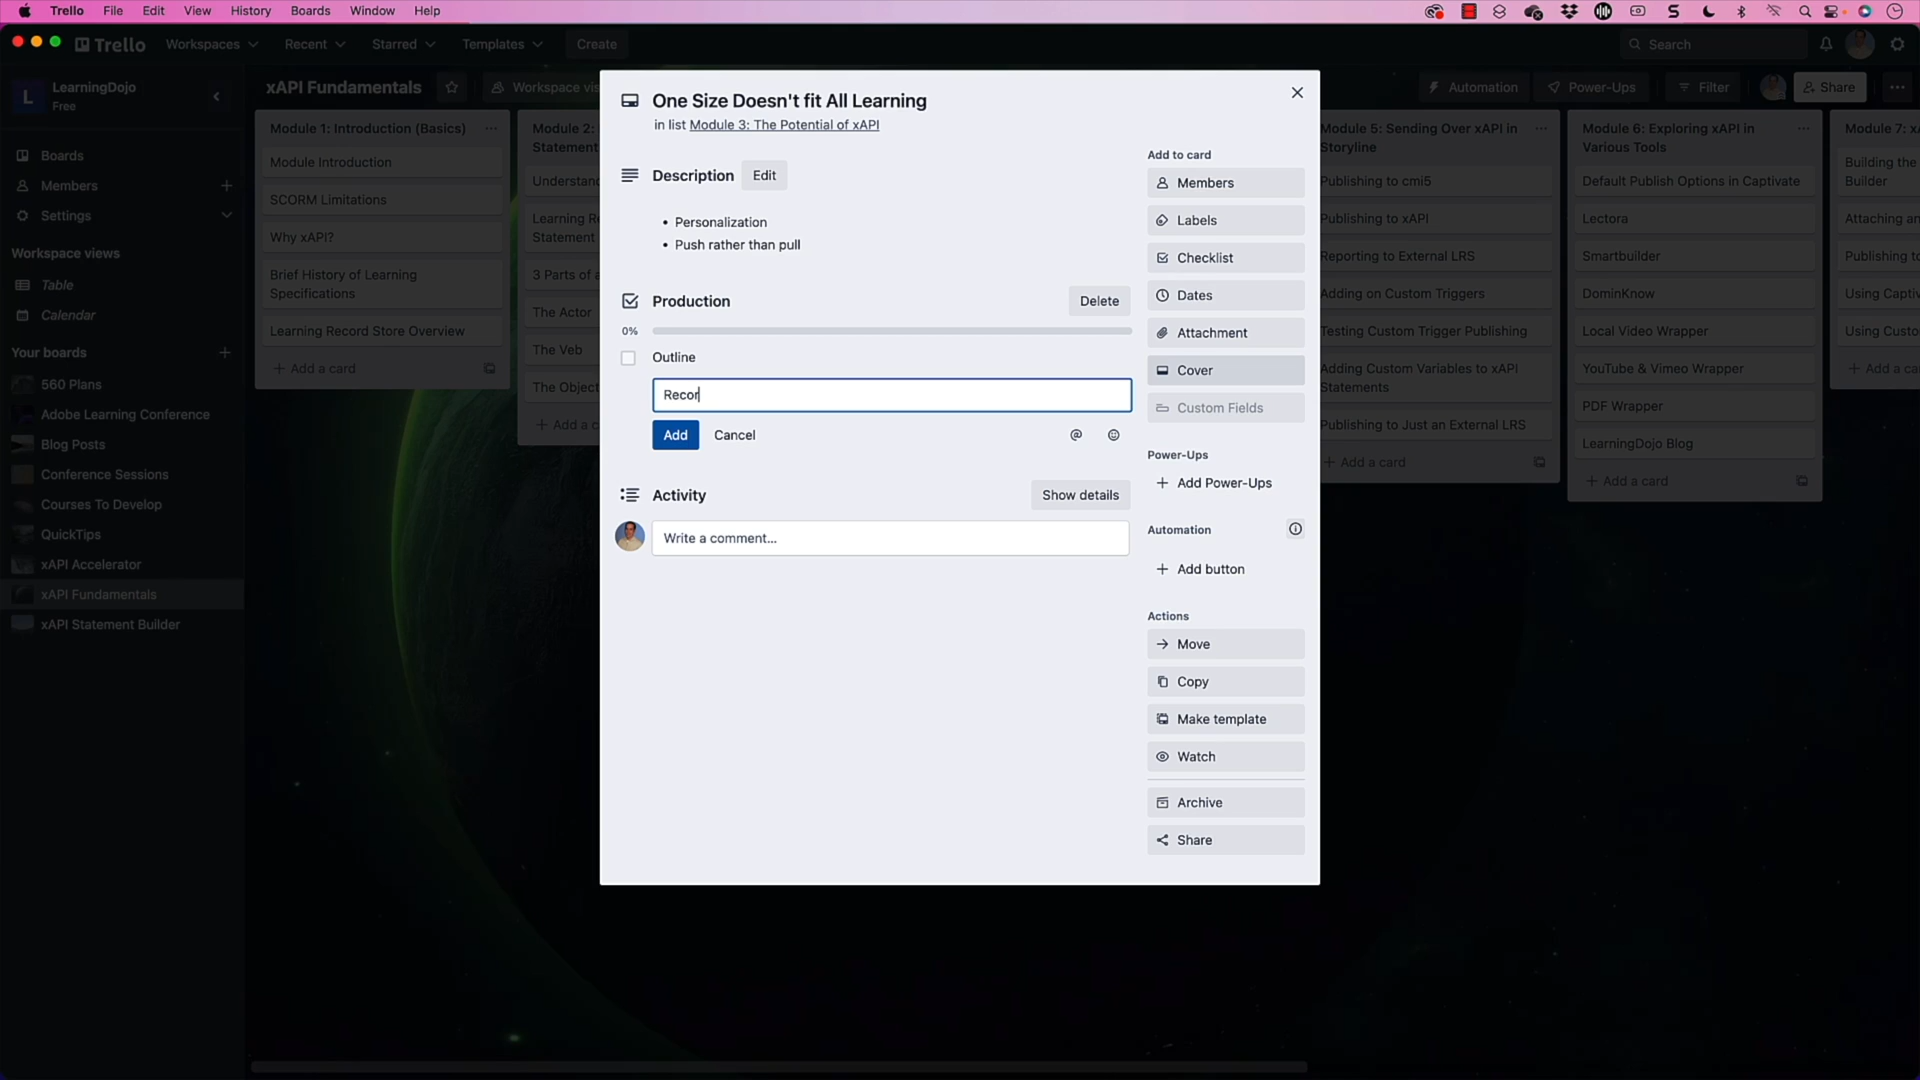 Trello File Edit View History Boards Window Help
Trello Workspaces Recent Starred Templates Create Search
L LearningDojo
Free
Boards
Members
Settings
Workspace views
Table
Calendar
Your boards
560 Plans
Adobe Learning Conference
Blog Posts
Conference Sessions
Courses To Develop
QuickTips
xAPI Accelerator
xAPI Fundamentals
xAPI Statement Builder
xAPI Fundamentals Workspace vis Automation Power-Ups Filter Share
Module 1: Introduction (Basics)
Module Introduction
SCORM Limitations
Why xAPI?
Brief History of Learning
Specifications
Learning Record Store Overview
Add a card
Module 2:
Statement
Understand
Learning Re
Statement
3 Parts of a
The Actor
The Veb
The Object
Add a c
One Size Doesn't fit All Learning
in list Module 3: The Potential of xAPI
Description Edit
• Personalization
• Push rather than pull
Production Delete
0%
Outline
Recor
Add Cancel
Activity Show details
Write a comment...
Add to card
Members
Labels
Checklist
Dates
Attachment
Cover
Custom Fields
Power-Ups
Add Power-Ups
Automation
Add button
Actions
Move
Copy
Make template
Watch
Archive
Share
Module 5: Sending Over xAPI in
Storyline
Publishing to cmi5
Publishing to xAPI
Reporting to External LRS
Adding on Custom Triggers
Testing Custom Trigger Publishing
Adding Custom Variables to xAPI
Statements
Publishing to Just an External LRS
Add a card
Module 6: Exploring xAPI in
Various Tools
Default Publish Options in Captivate
Lectora
Smartbuilder
DominKnow
Local Video Wrapper
YouTube & Vimeo Wrapper
PDF Wrapper
LearningDojo Blog
Add a card
Module 7: xA
Building the
Builder
Attaching an
Publishing to
Using Captiv
Using Custo
Add a ca